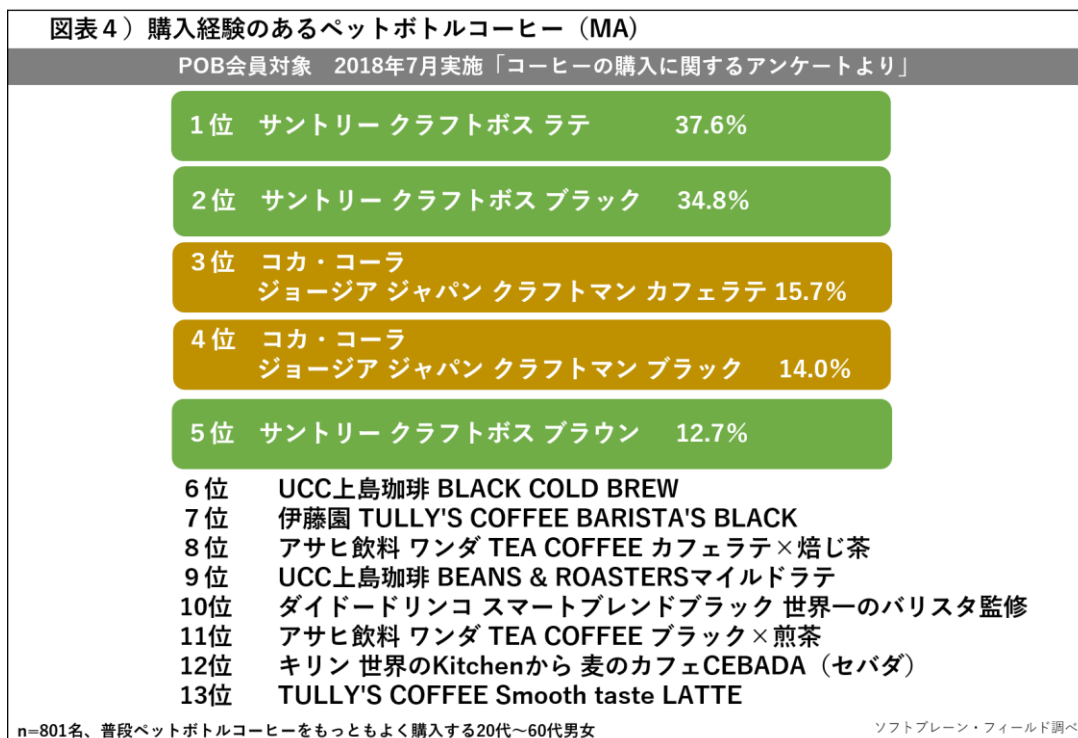 図表４）購入経験のあるペットボトルコーヒー（MA）
POB会員対象　2018年7月実施「コーヒーの購入に関するアンケートより」
１位　サントリー クラフトボス ラテ　37.6%
２位　サントリー クラフトボス ブラック　34.8%
３位　コカ・コーラ
ジョージア ジャパン クラフトマン カフェラテ 15.7%
４位　コカ・コーラ
ジョージア ジャパン クラフトマン ブラック　14.0%
５位　サントリー クラフトボス ブラウン　12.7%
６位　UCC上島珈琲 BLACK COLD BREW
７位　伊藤園 TULLY'S COFFEE BARISTA'S BLACK
８位　アサヒ飲料 ワンダ TEA COFFEE カフェラテ×焙じ茶
９位　UCC上島珈琲 BEANS & ROASTERSマイルドラテ
10位　ダイドードリンコ スマートブレンドブラック 世界一のバリスタ監修
11位　アサヒ飲料 ワンダ TEA COFFEE ブラック×煎茶
12位　キリン 世界のKitchenから 麦のカフェCEBADA（セバダ）
13位　TULLY'S COFFEE Smooth taste LATTE
n=801名、普段ペットボトルコーヒーをもっともよく購入する20代～60代男女
ソフトブレーン・フィールド調べ